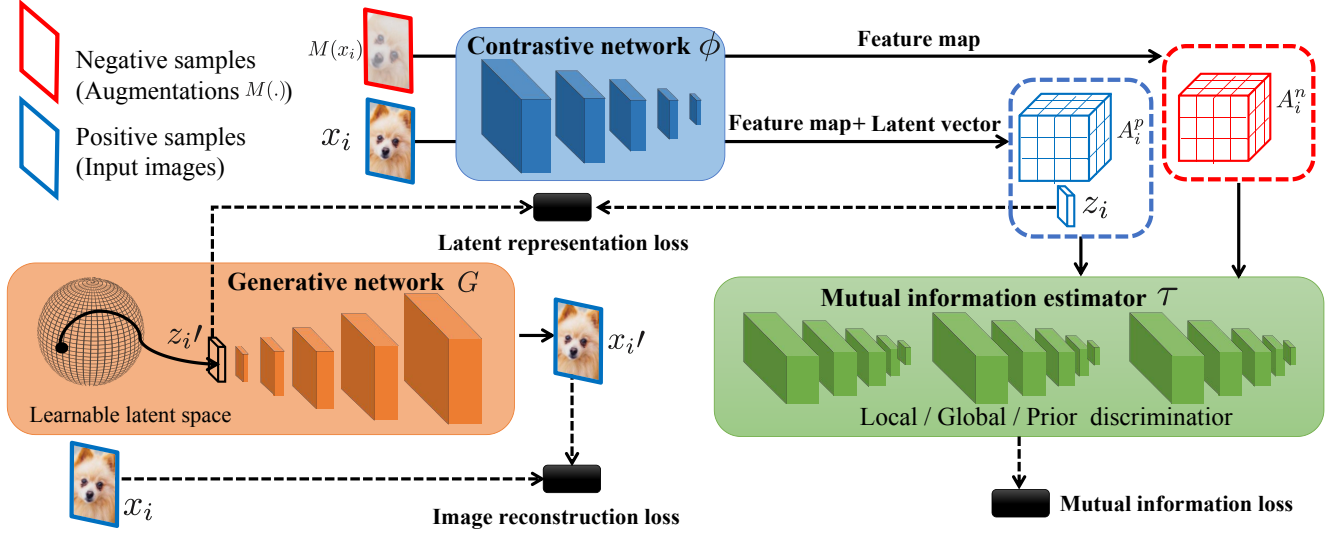 Negative samples
(Augmentations M(.))
Positive samples
(Input images)
M(x_i)
x_i
Contrastive network ϕ
Feature map
Feature map+ Latent vector
A_i^p
A_i^n
z_i
Latent representation loss
Generative network G
z_i′
Learnable latent space
x_i′
x_i
Image reconstruction loss
Mutual information estimator τ
Local / Global / Prior discriminatior
Mutual information loss